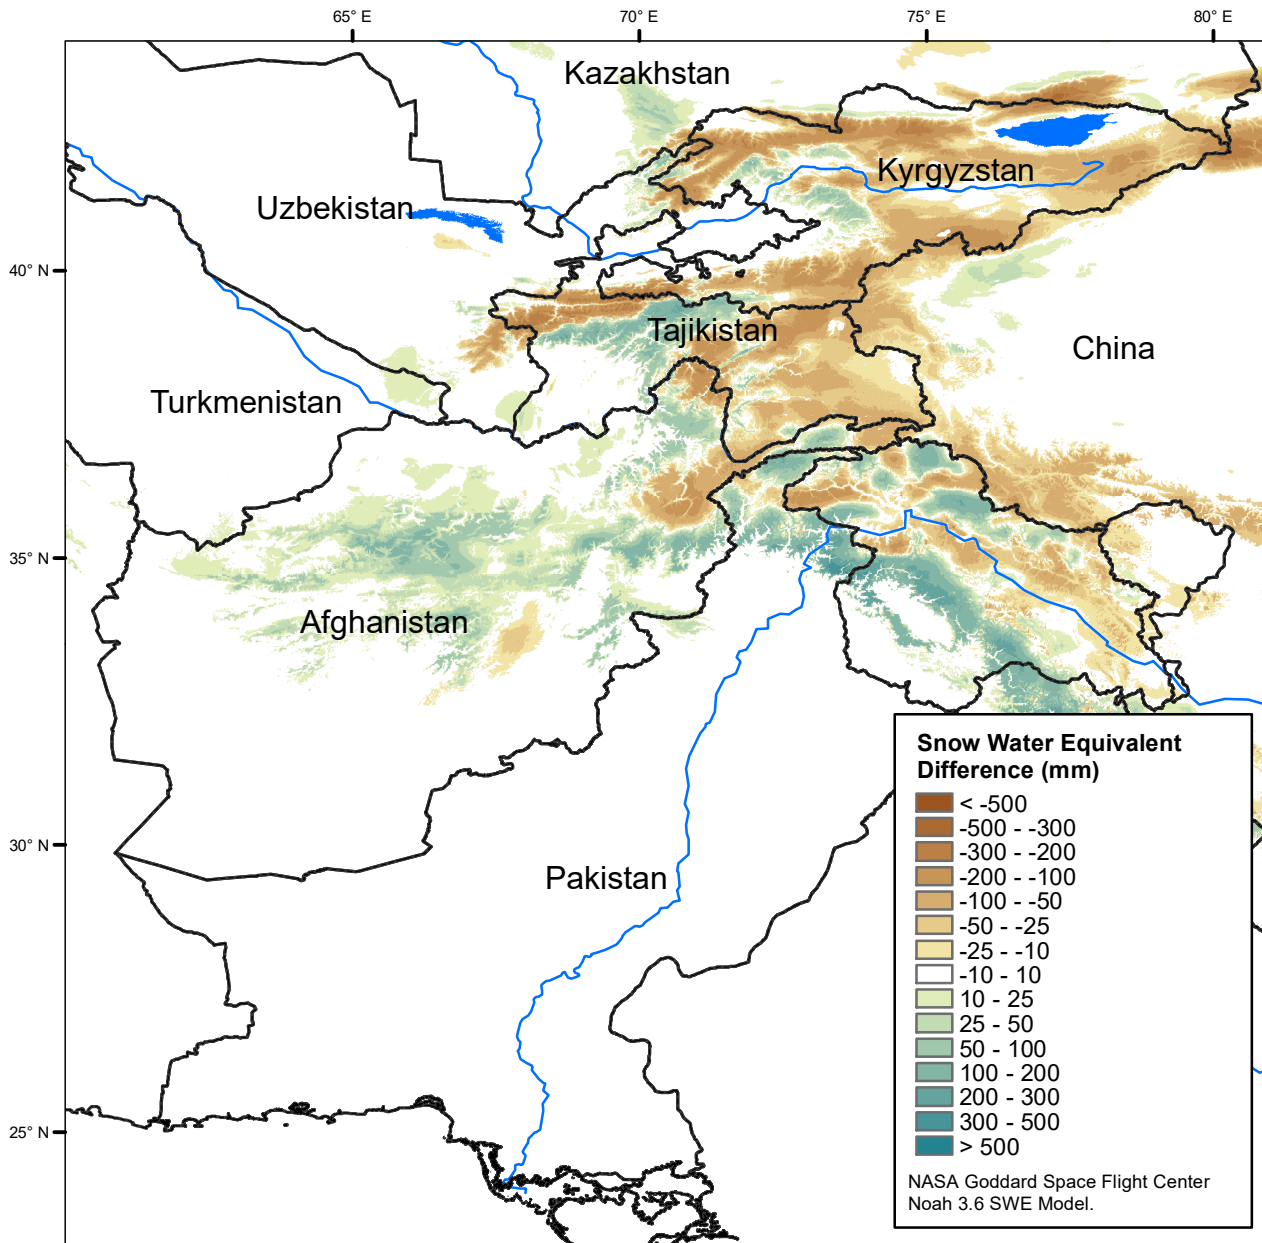 65° E
70° E
75° E
80° E
Kazakhstan
Kyrgyzstan
Uzbekistan
40° N
Tajikistan
China
Turkmenistan
35° N
Afghanistan
30° N
Pakistan
25° N
Snow Water Equivalent
Difference (mm)
< -500
-500 - -300
-300 - -200
-200 - -100
-100 - -50
-50 - -25
-25 - -10
-10 - 10
10 - 25
25 - 50
50 - 100
100 - 200
200 - 300
300 - 500
> 500
NASA Goddard Space Flight Center
Noah 3.6 SWE Model.